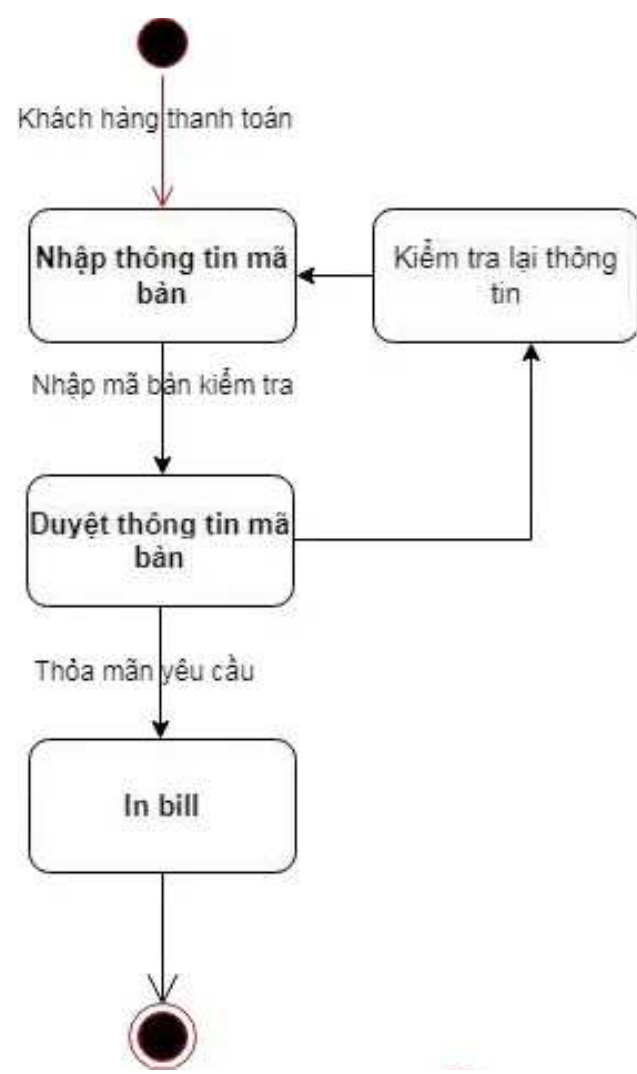 Khách hàng thanh toán
Nhập thông tin mã
bàn
Kiểm tra lại thông
tin
Nhập mã bàn kiểm tra
Duyệt thông tin mã
bàn
Thỏa mãn yêu cầu
In bill